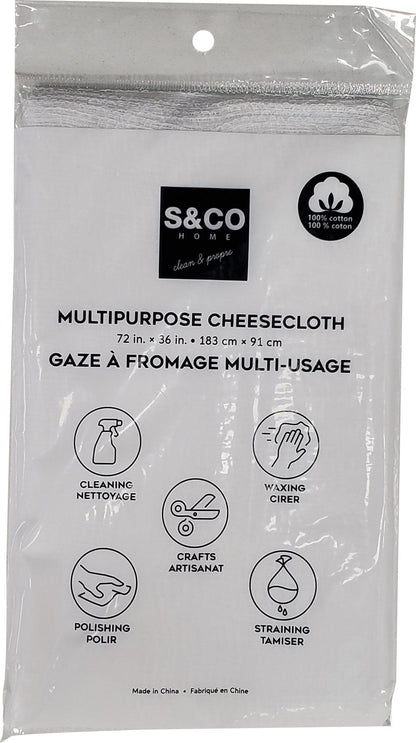 S&CO
HOME
clean & propre
100% cotton
100 % coton
MULTIPURPOSE CHEESECLOTH
72 in. × 36 in. • 183 cm × 91 cm
GAZE À FROMAGE MULTI-USAGE
CLEANING
NETTOYAGE
WAXING
CIRER
CRAFTS
ARTISANAT
POLISHING
POLIR
STRAINING
TAMISER
Made in China • Fabriqué en Chine